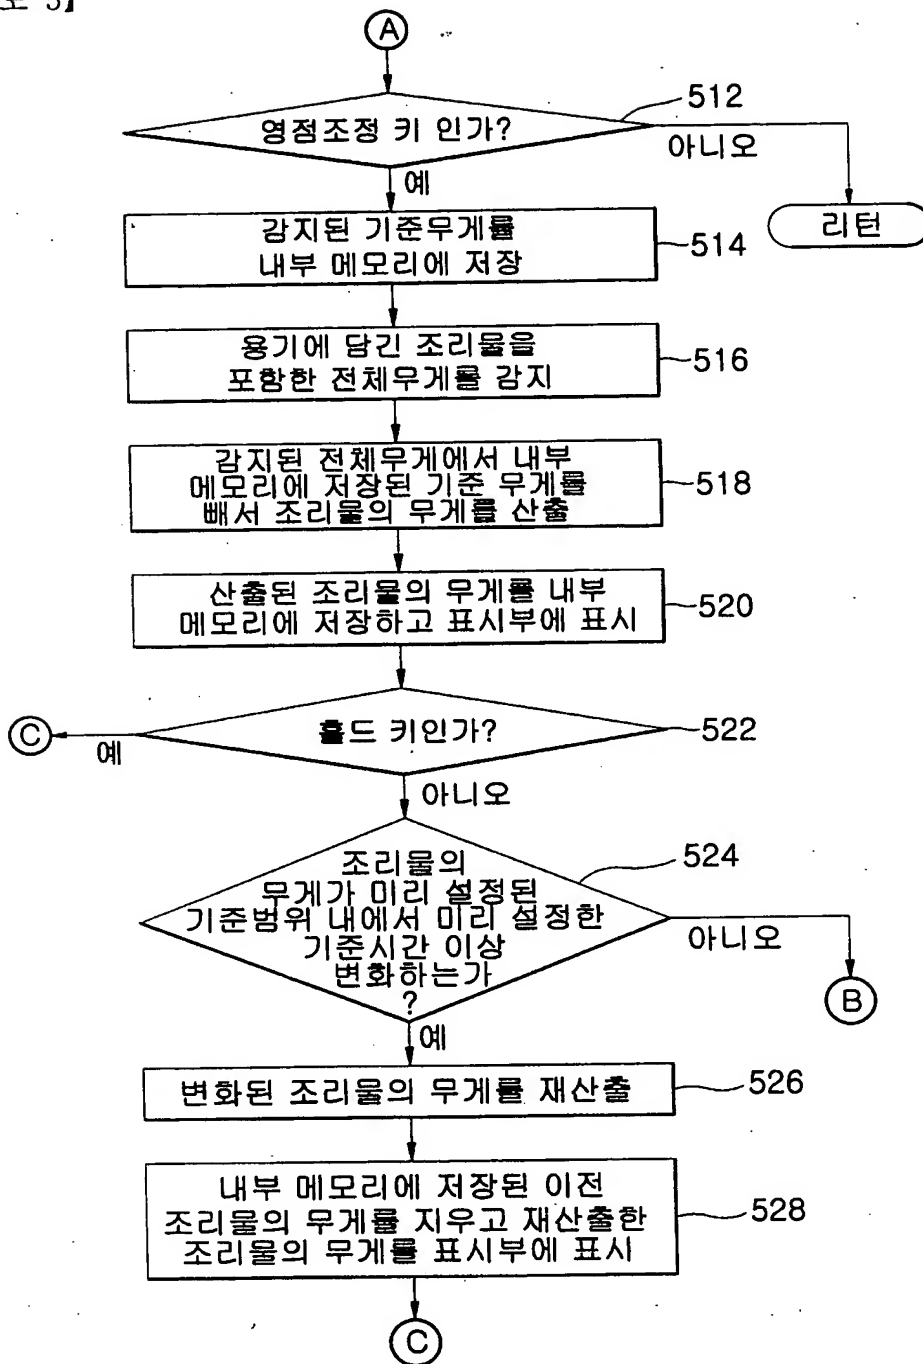 도 5】
A
영점조정 키 인가?
512
아니오
예
리턴
감지된 기준무게를
내부 메모리에 저장
514
용기에 담긴 조리물을
포함한 전체무게를 감지
516
감지된 전체무게에서 내부
메모리에 저장된 기준 무게를
빼서 조리물의 무게를 산출
518
산출된 조리물의 무게를 내부
메모리에 저장하고 표시부에 표시
520
홀드 키인가?
522
C
예
아니오
조리물의
무게가 미리 설정된
기준범위 내에서 미리 설정한
기준시간 이상
변화하는가
?
524
아니오
B
예
변화된 조리물의 무게를 재산출
526
내부 메모리에 저장된 이전
조리물의 무게를 지우고 재산출한
조리물의 무게를 표시부에 표시
528
C